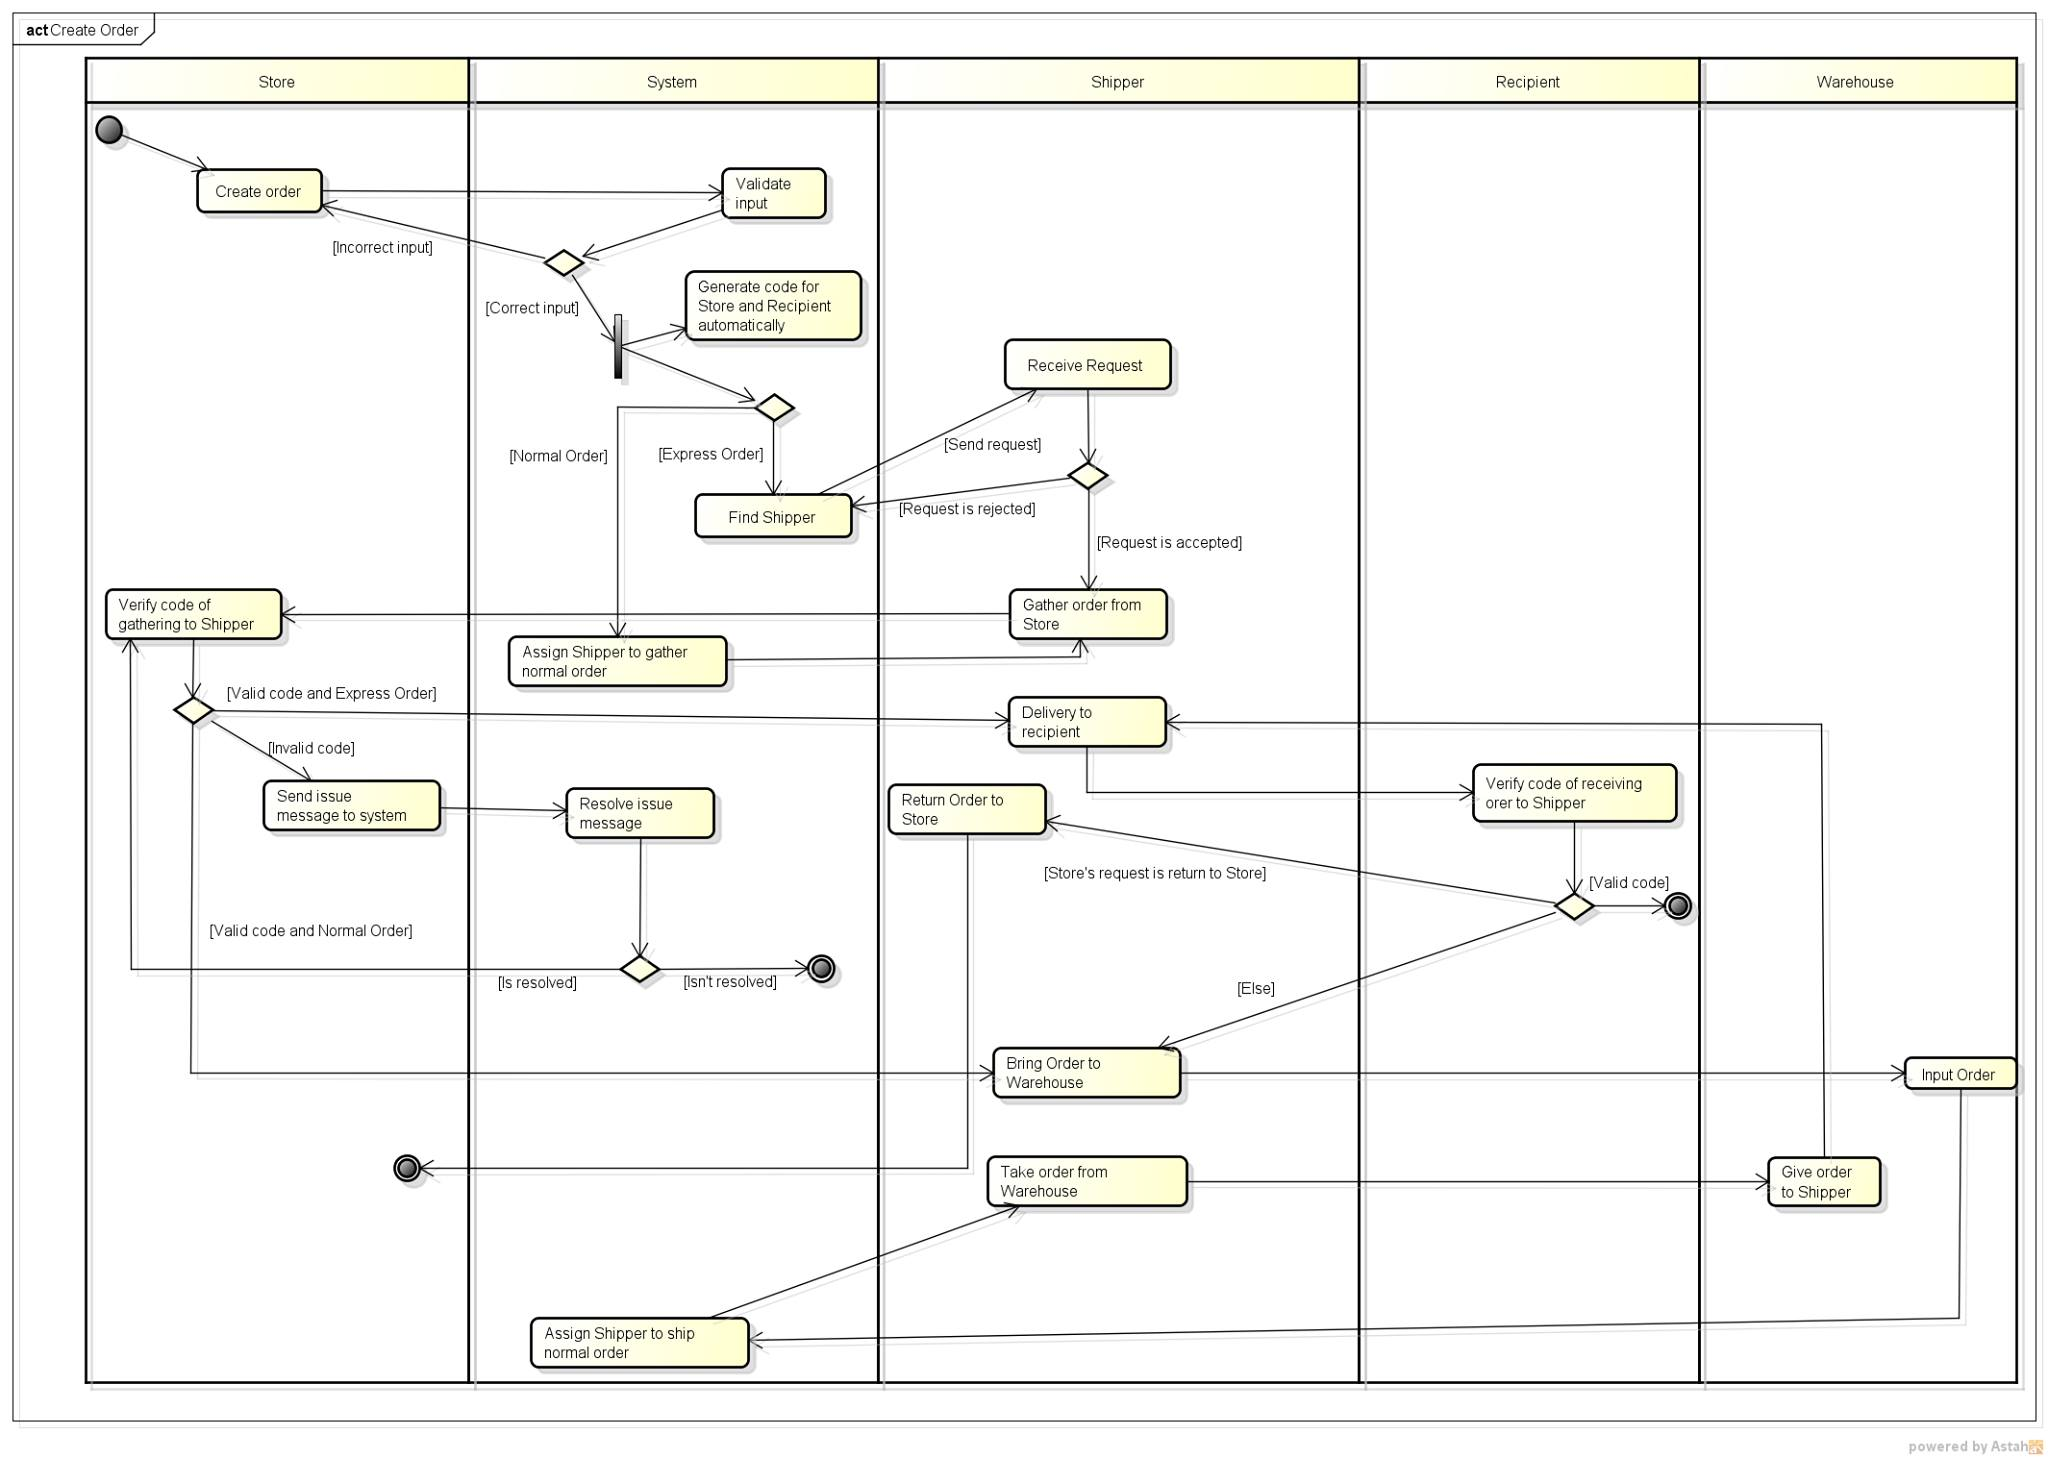 act Create Order
Store
System
Shipper
Recipient
Warehouse
Create order
Validate
input
[Incorrect input]
[Correct input]
Generate code for
Store and Recipient
automatically
Receive Request
[Send request]
[Normal Order]
[Express Order]
Find Shipper
[Request is rejected]
[Request is accepted]
Verify code of
gathering to Shipper
Gather order from
Store
Assign Shipper to gather
normal order
[Valid code and Express Order]
Delivery to
recipient
[Invalid code]
Send issue
message to system
Resolve issue
message
Return Order to
Store
Verify code of receiving
orer to Shipper
[Store's request is return to Store]
[Valid code]
[Valid code and Normal Order]
[Is resolved]
[Isn't resolved]
[Else]
Bring Order to
Warehouse
Input Order
Take order from
Warehouse
Give order
to Shipper
Assign Shipper to ship
normal order
powered by Astah